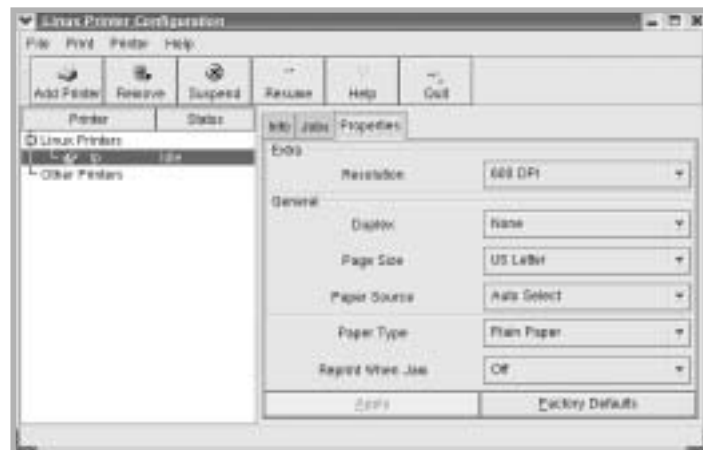 Linux Printer Configuration
File Print Printer Help
Add Printer Remove Suspend Resume Help Quit
Printer Status
Linux Printers
lp Idle
Other Printers
Info Jobs Properties
Extra
Resolution 600 DPI
General
Duplex None
Page Size US Letter
Paper Source Auto Select
Paper Type Plain Paper
Reprint When Jam Off
Apply Factory Defaults